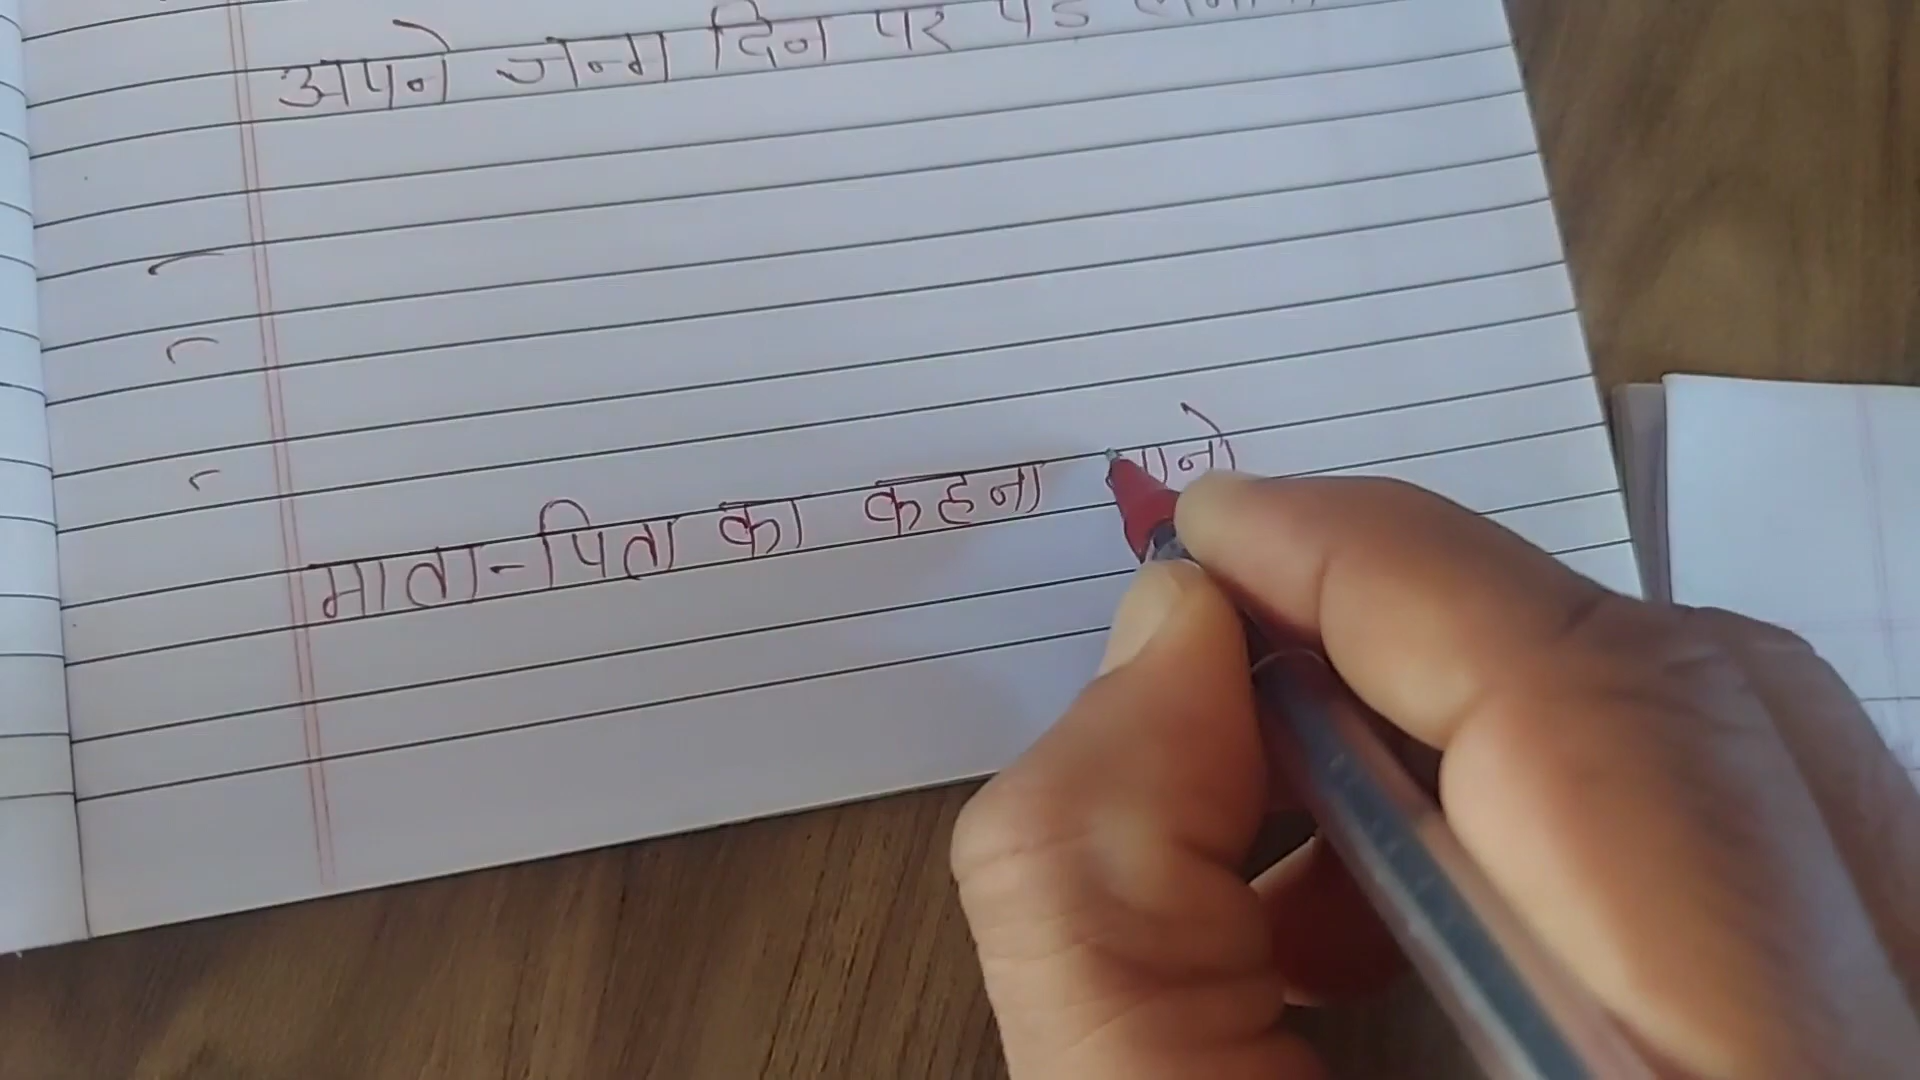 अपने जन्म दिन पर पेड़
माता-पिता का कहना मानो